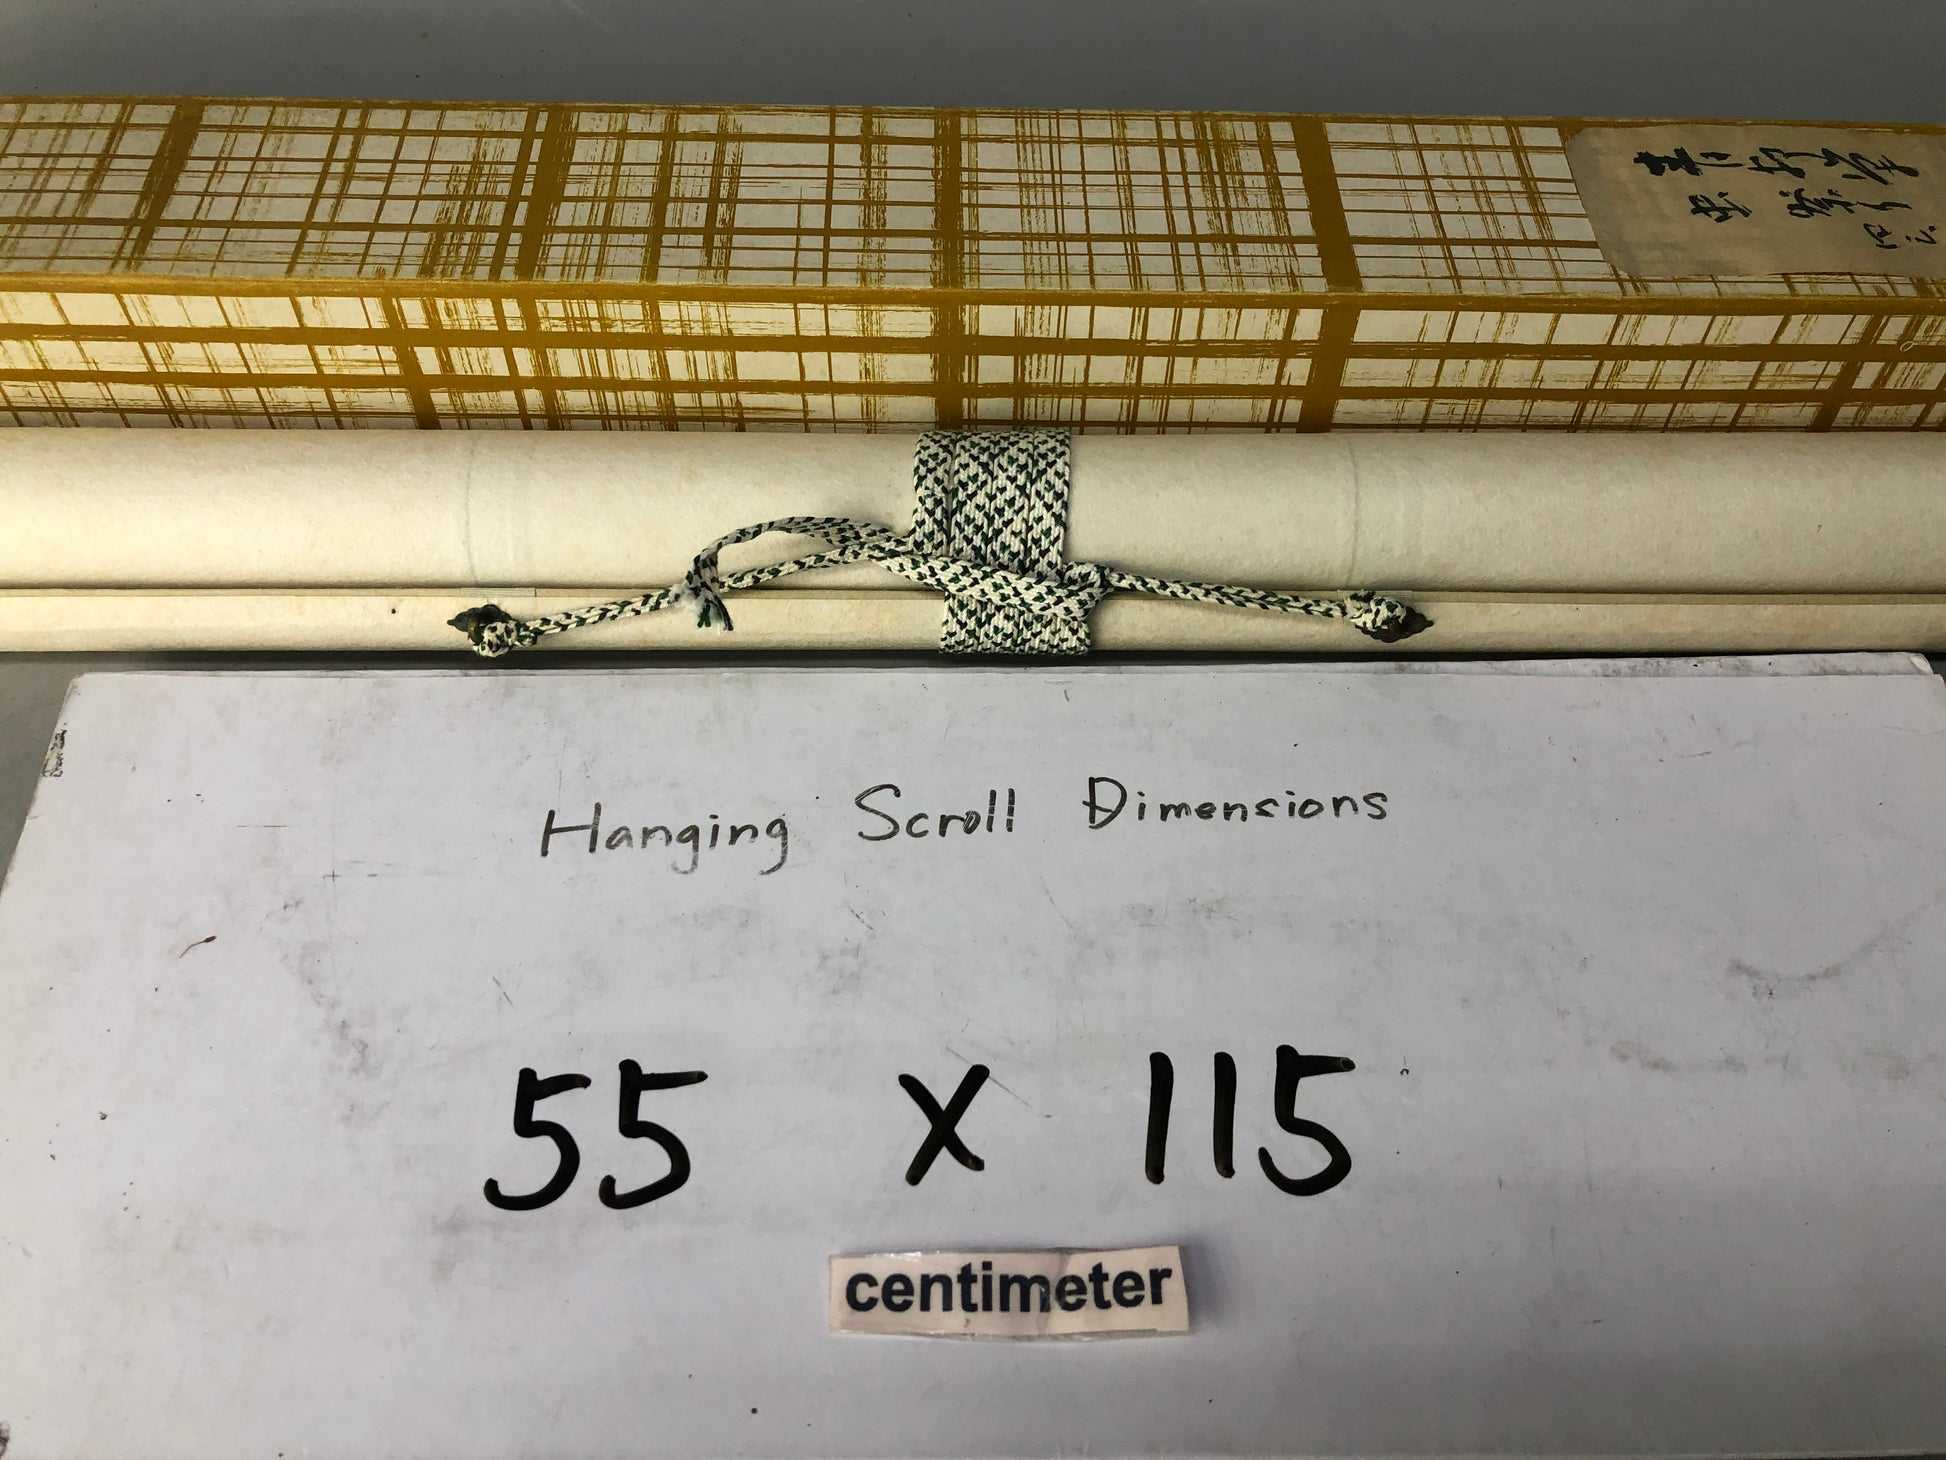 Hanging Scroll Dimensions
55 x 115
centimeter